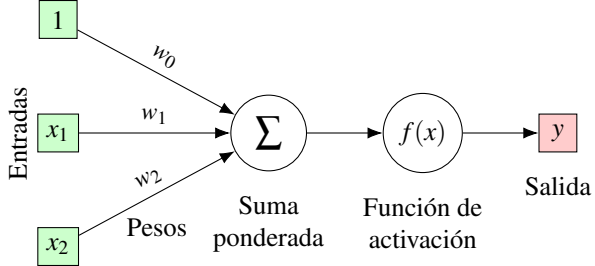 1
w0
Entradas
x1
w1
∑
f(x)
y
w2
x2
Pesos
Suma
ponderada
Función de
activación
Salida